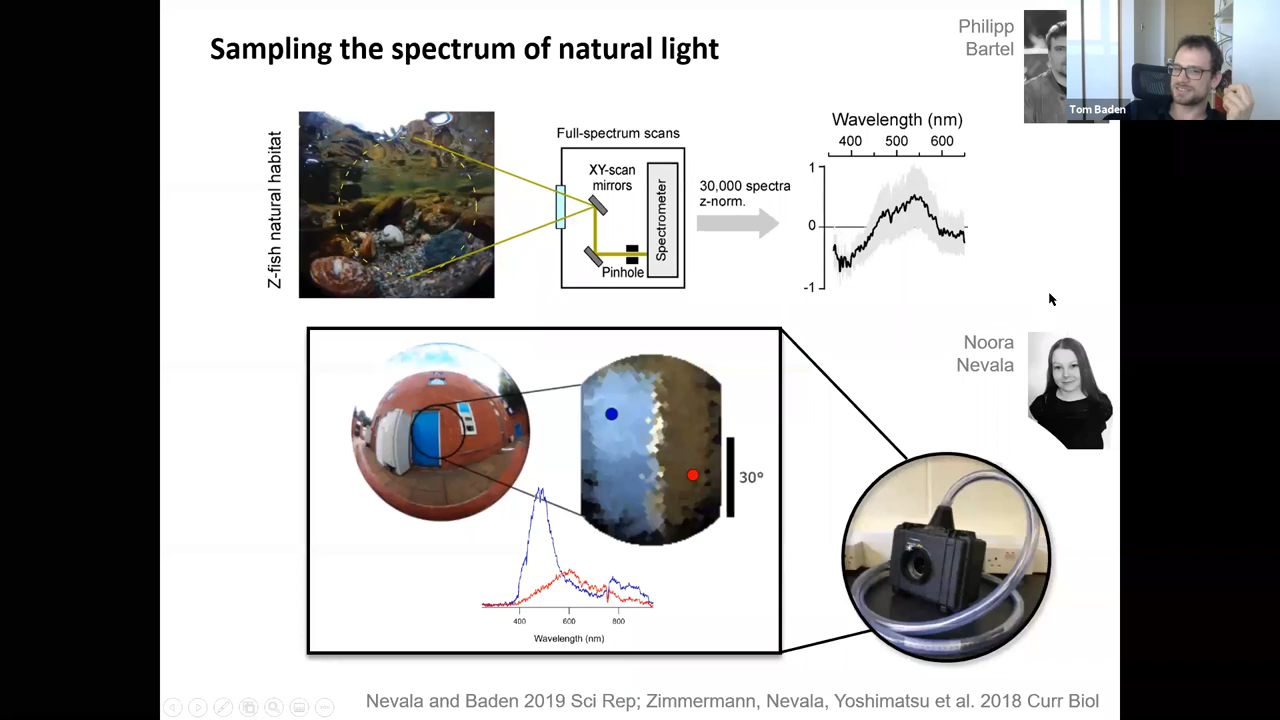 Sampling the spectrum of natural light
Philipp
Bartel
Tom Baden
Z-fish natural habitat
Full-spectrum scans
XY-scan
mirrors
Spectrometer
Pinhole
30,000 spectra
z-norm.
Wavelength (nm)
400 500 600
1
0
-1
Noora
Nevala
30°
400 600 800
Wavelength (nm)
Nevala and Baden 2019 Sci Rep; Zimmermann, Nevala, Yoshimatsu et al. 2018 Curr Biol